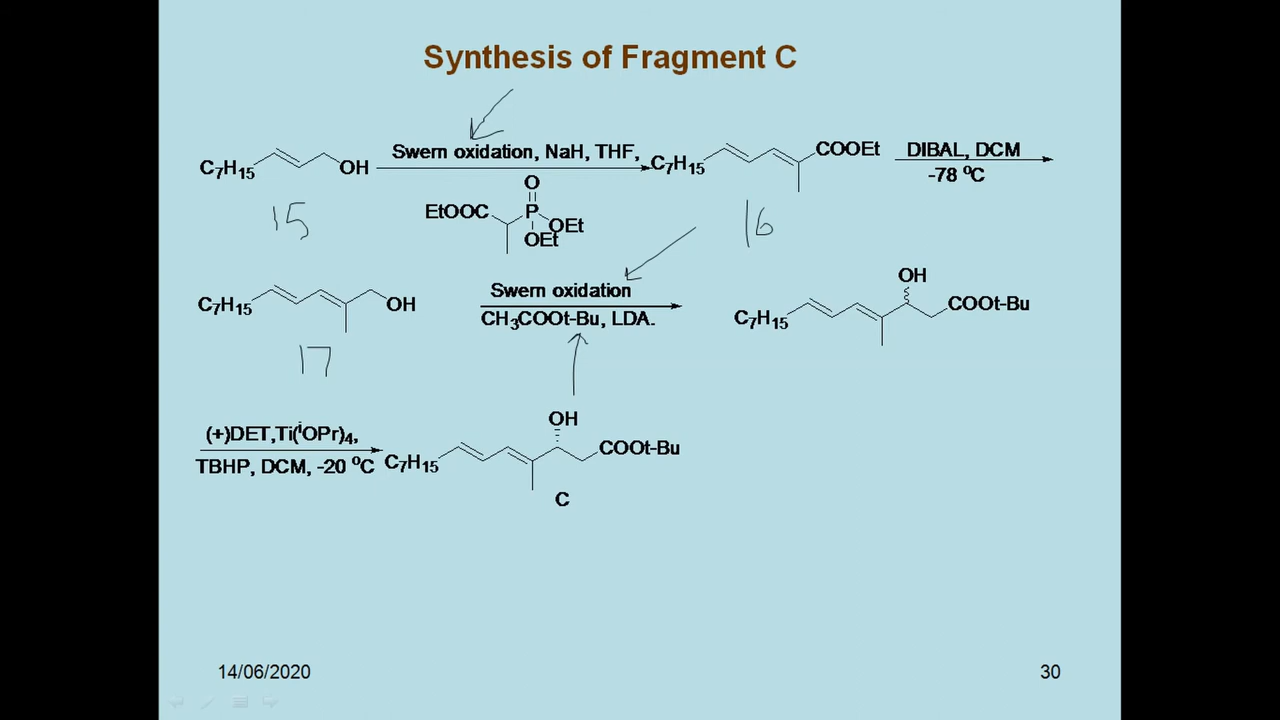 Synthesis of Fragment C
C7H15 OH
Swern oxidation, NaH, THF,
O
EtOOC P OEt
OEt
C7H15 COOEt
DIBAL, DCM
-78 ºC
15
16
C7H15 OH
Swern oxidation
CH3COOt-Bu, LDA.
OH
C7H15 COOt-Bu
17
(+)DET,Ti(iOPr)4,
TBHP, DCM, -20 ºC
OH
C7H15 COOt-Bu
C
14/06/2020
30